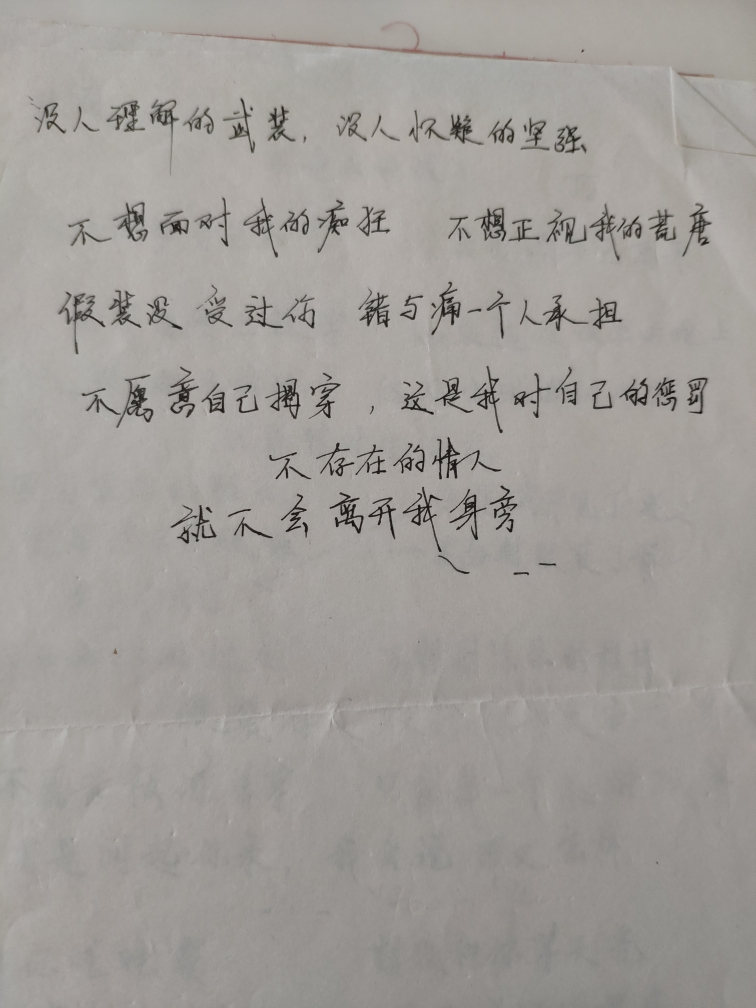 没人理解的武装，没人怀疑的坚强
不想面对我的痴狂 不想正视我的荒唐
假装没 受过伤 错与痛一个人承担
不愿意自己揭穿，这是我对自己的惩罚
不存在的情人
就不会离开我身旁